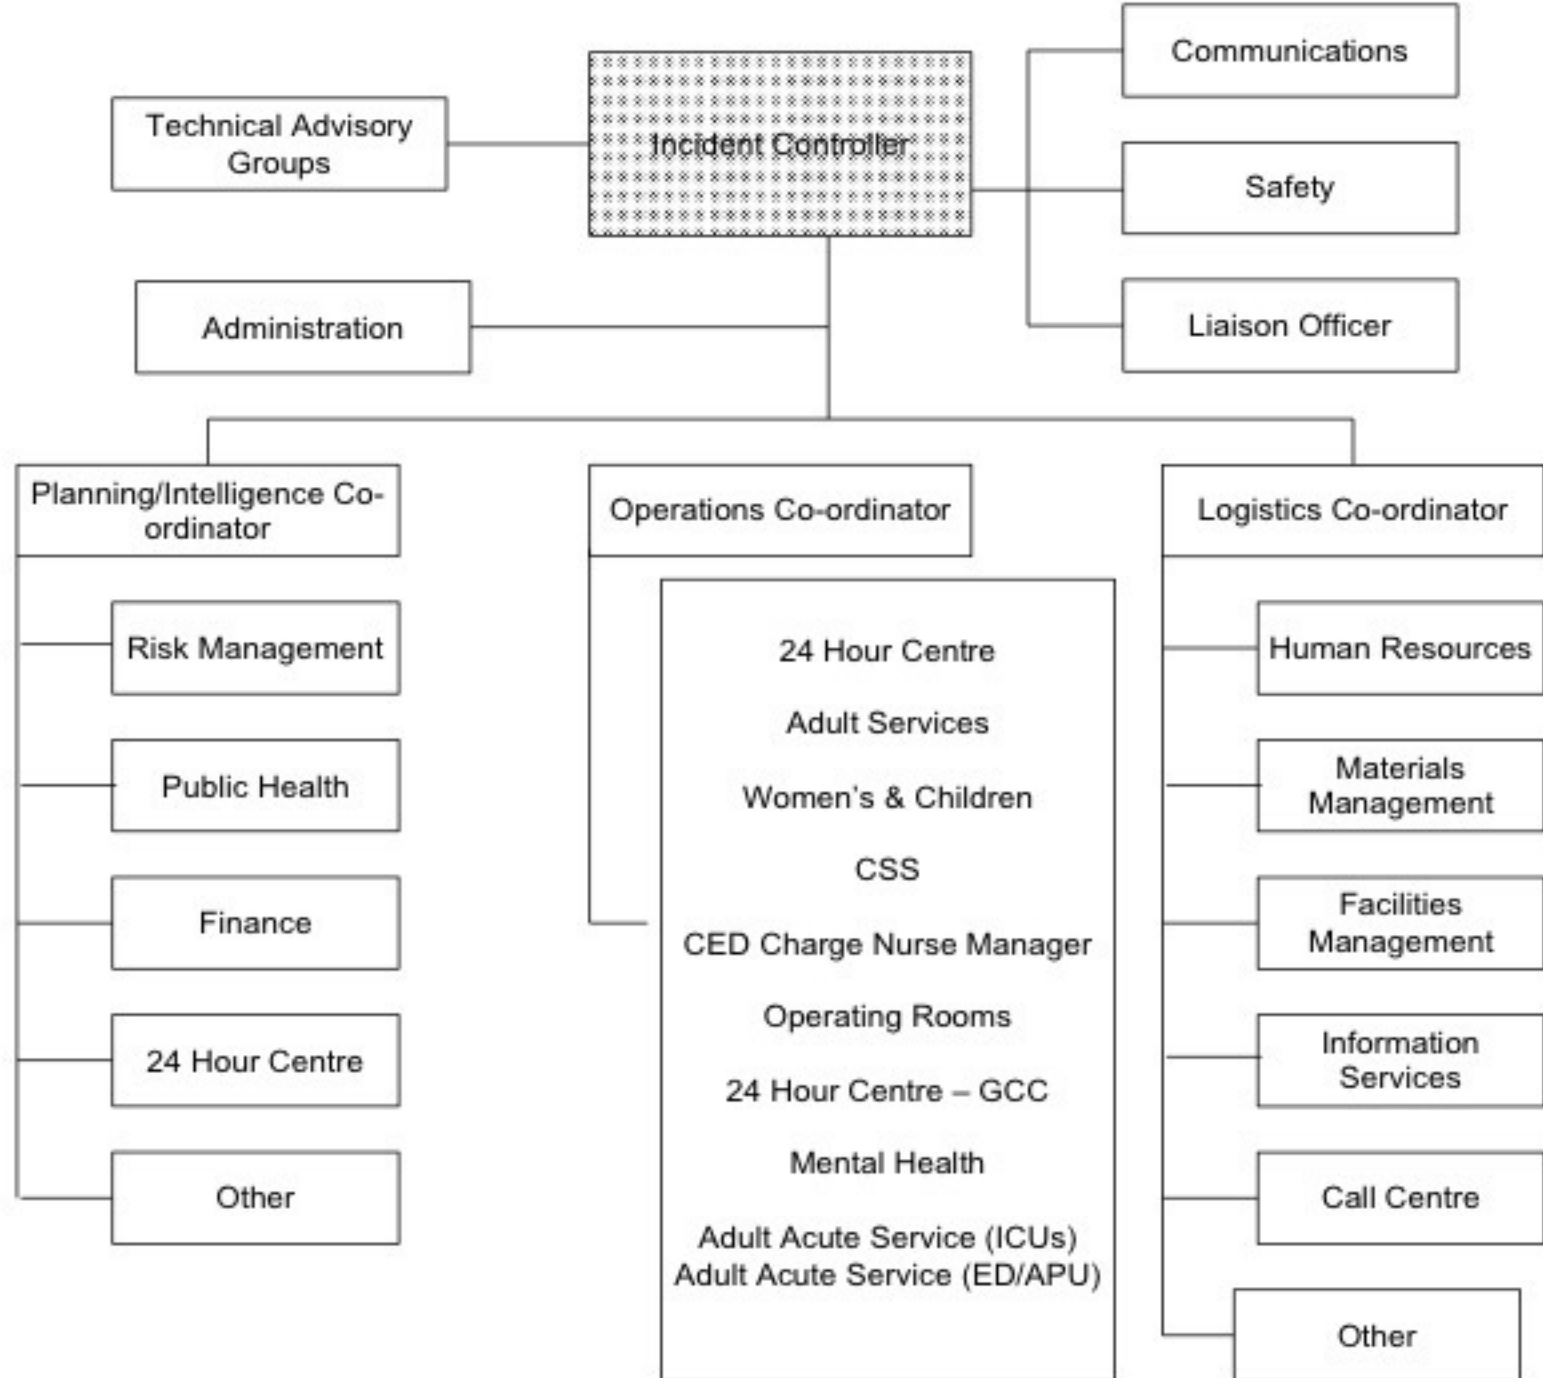 Communications
Technical Advisory
Groups
Incident Controller
Safety
Administration
Liaison Officer
Planning/Intelligence Co-
ordinator
Operations Co-ordinator
Logistics Co-ordinator
Risk Management
Public Health
Finance
24 Hour Centre
Other
24 Hour Centre
Adult Services
Women’s & Children
CSS
CED Charge Nurse Manager
Operating Rooms
24 Hour Centre – GCC
Mental Health
Adult Acute Service (ICUs)
Adult Acute Service (ED/APU)
Human Resources
Materials
Management
Facilities
Management
Information
Services
Call Centre
Other